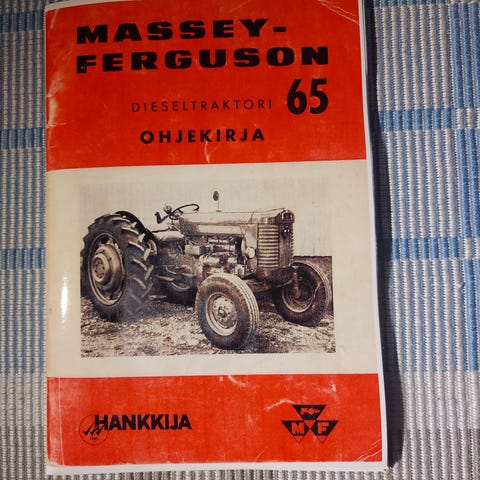 MASSEY-
FERGUSON
DIESELTRAKTORI 65
OHJEKIRJA
HANKKIJA
MF